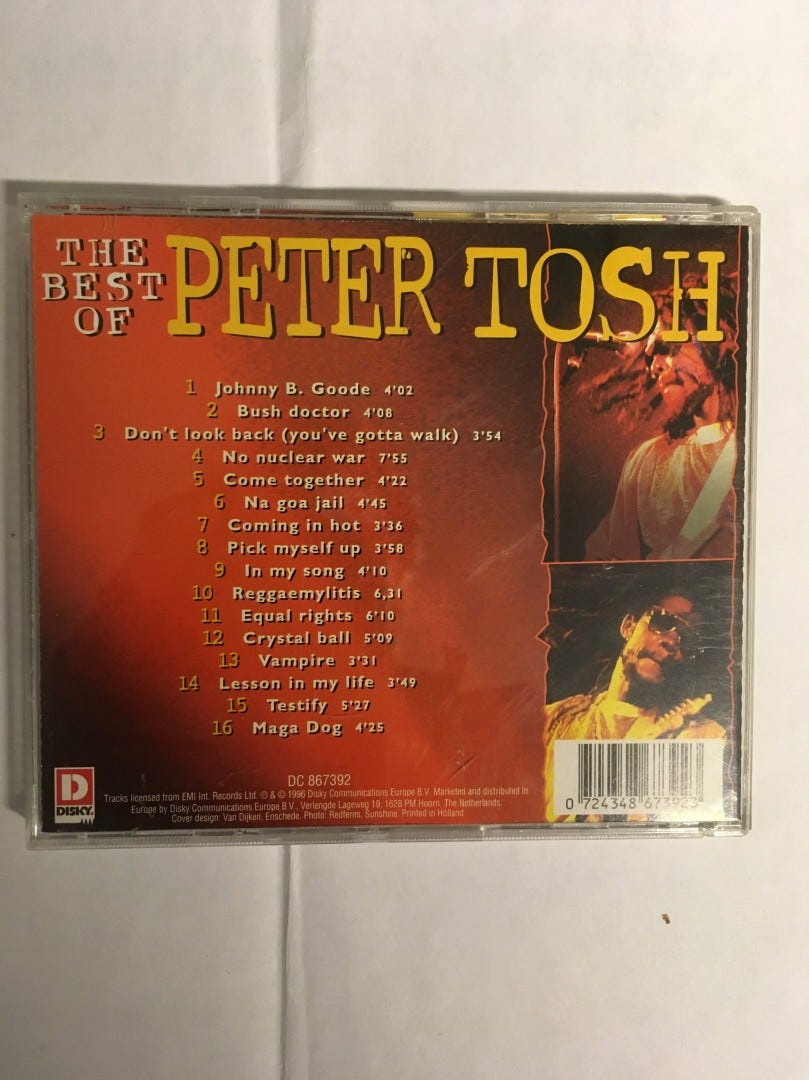 THE
BEST
OF
PETER TOSH
1 Johnny B. Goode 4'02
2 Bush doctor 4'08
3 Don't look back (you've gotta walk) 3'54
4 No nuclear war 7'55
5 Come together 4'22
6 Na goa jail 4'45
7 Coming in hot 3'36
8 Pick myself up 3'58
9 In my song 4'10
10 Reggaemylitis 6,31
11 Equal rights 6'10
12 Crystal ball 5'09
13 Vampire 3'31
14 Lesson in my life 3'49
15 Testify 5'27
16 Maga Dog 4'25
DC 867392
Tracks licensed from EMI Int. Records Ltd. ℗ & © 1996 Disky Communications Europe B.V. Marketed and distributed in
Europe by Disky Communications Europe B.V., Verlengde Lageweg 19, 1628 PM Hoorn, The Netherlands.
Cover design: Van Dijken, Enschede. Photo: Redferns, Sunshine. Printed in Holland
D
DISKY
0 724348 673923